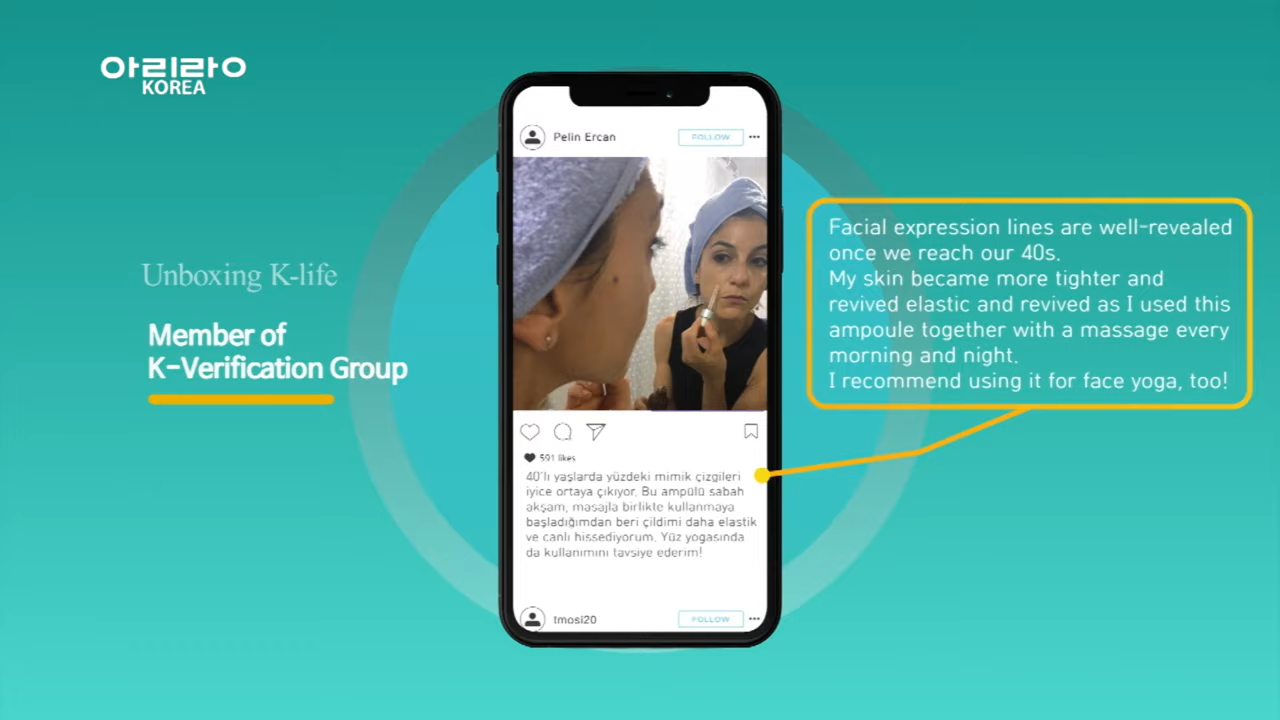 아리랑
KOREA
Unboxing K-life
Member of
K-Verification Group
Pelin Ercan
FOLLOW
591 likes
40'lı yaşlarda yüzdeki mimik çizgileri
iyice ortaya çıkıyor. Bu ampülü sabah
akşam, masajla birlikte kullanmaya
başladığımdan beri çildimi daha elastik
ve canlı hissediyorum. Yüz yogasında
da kullanımını tavsiye ederim!
tmosi20
FOLLOW
Facial expression lines are well-revealed
once we reach our 40s.
My skin became more tighter and
revived elastic and revived as I used this
ampoule together with a massage every
morning and night.
I recommend using it for face yoga, too!